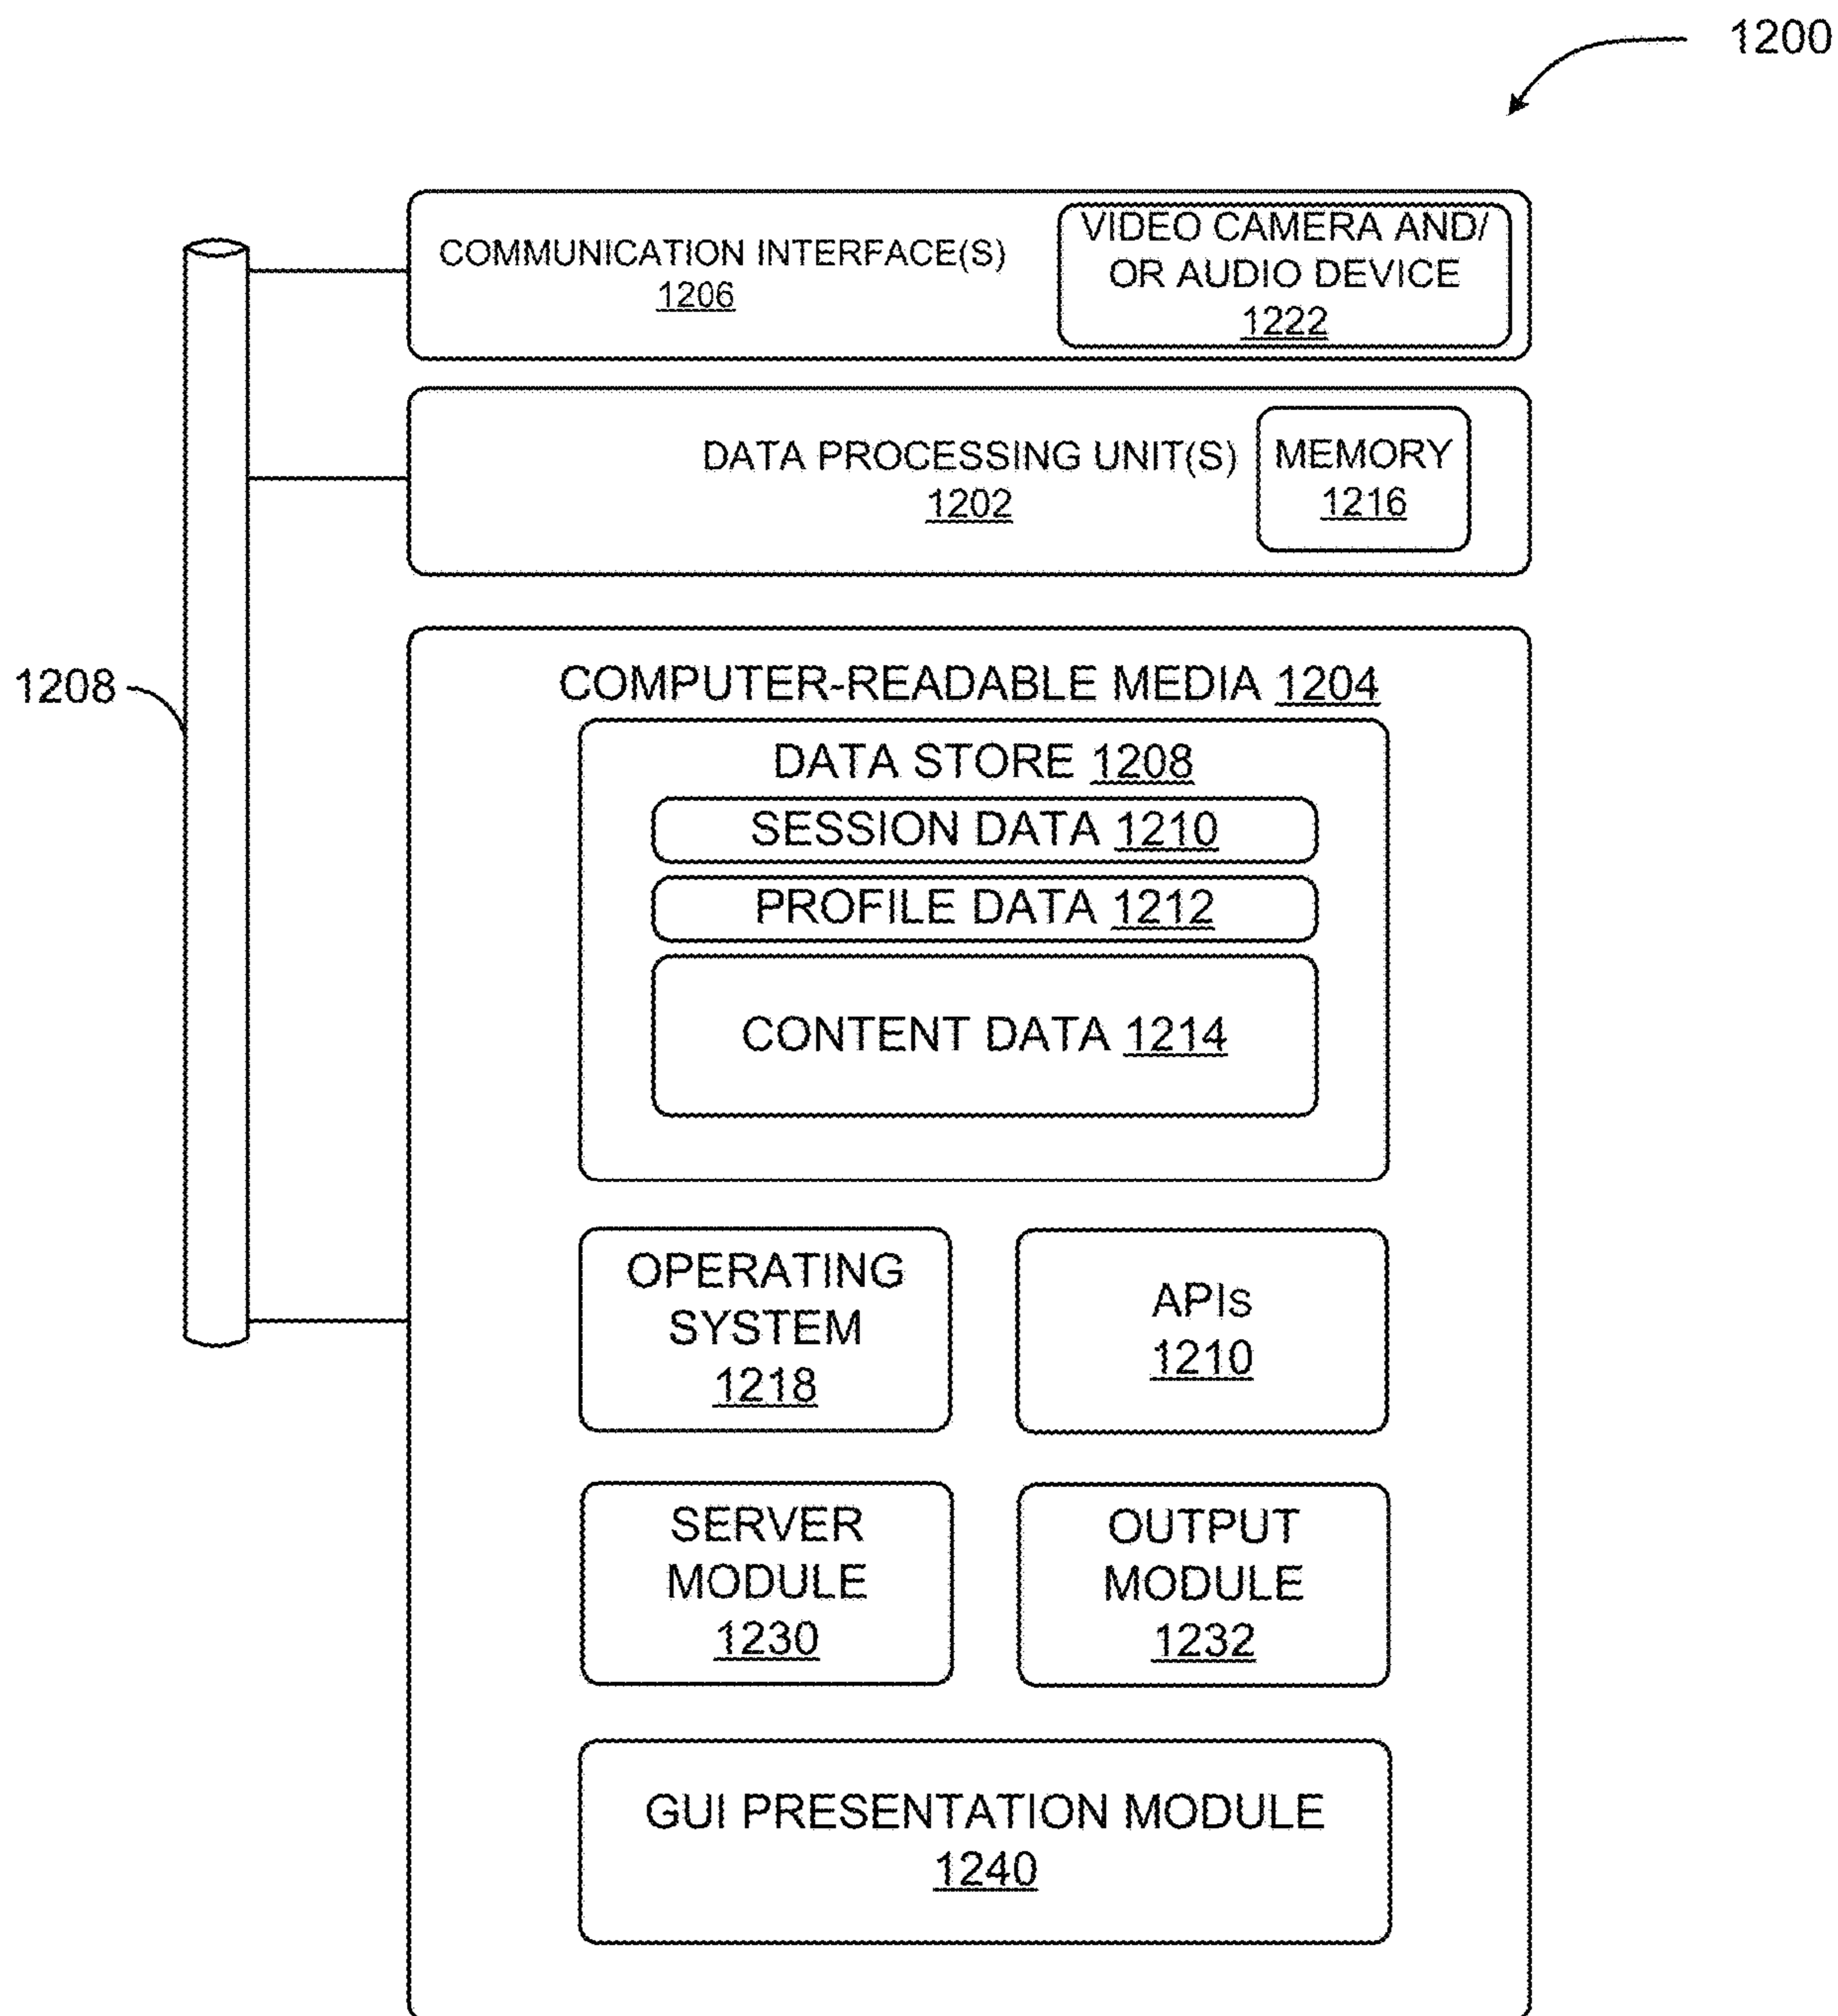 1200
COMMUNICATION INTERFACE(S)
1206
VIDEO CAMERA AND/
OR AUDIO DEVICE
1222
DATA PROCESSING UNIT(S)
1202
MEMORY
1216
1208
COMPUTER-READABLE MEDIA 1204
DATA STORE 1208
SESSION DATA 1210
PROFILE DATA 1212
CONTENT DATA 1214
OPERATING
SYSTEM
1218
APIs
1210
SERVER
MODULE
1230
OUTPUT
MODULE
1232
GUI PRESENTATION MODULE
1240